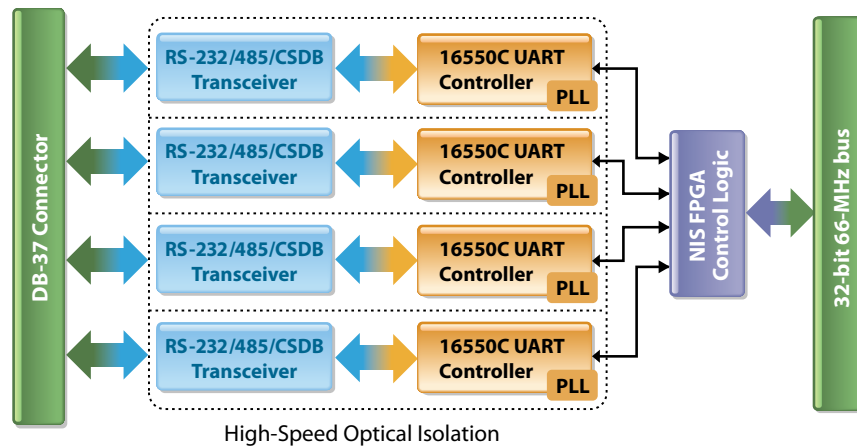 DB-37 Connector
RS-232/485/CSDB
Transceiver
16550C UART
Controller
PLL
RS-232/485/CSDB
Transceiver
16550C UART
Controller
PLL
RS-232/485/CSDB
Transceiver
16550C UART
Controller
PLL
RS-232/485/CSDB
Transceiver
16550C UART
Controller
PLL
NIS FPGA
Control Logic
32-bit 66-MHz bus
High-Speed Optical Isolation